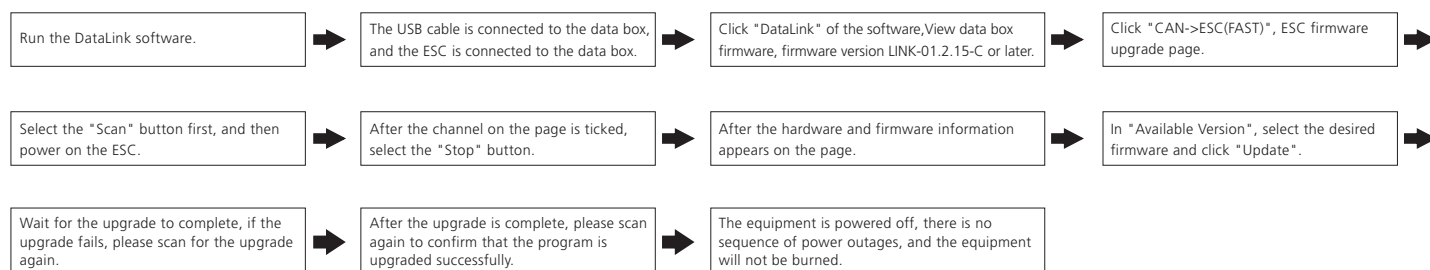 Run the DataLink software.
The USB cable is connected to the data box,
and the ESC is connected to the data box.
Click "DataLink" of the software,View data box
firmware, firmware version LINK-01.2.15-C or later.
Click "CAN->ESC(FAST)", ESC firmware
upgrade page.
Select the "Scan" button first, and then
power on the ESC.
After the channel on the page is ticked,
select the "Stop" button.
After the hardware and firmware information
appears on the page.
In "Available Version", select the desired
firmware and click "Update".
Wait for the upgrade to complete, if the
upgrade fails, please scan for the upgrade
again.
After the upgrade is complete, please scan
again to confirm that the program is
upgraded successfully.
The equipment is powered off, there is no
sequence of power outages, and the equipment
will not be burned.